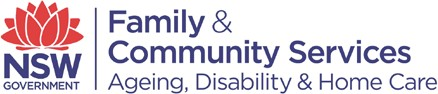 NSW
GOVERNMENT
Family &
Community Services
Ageing, Disability & Home Care